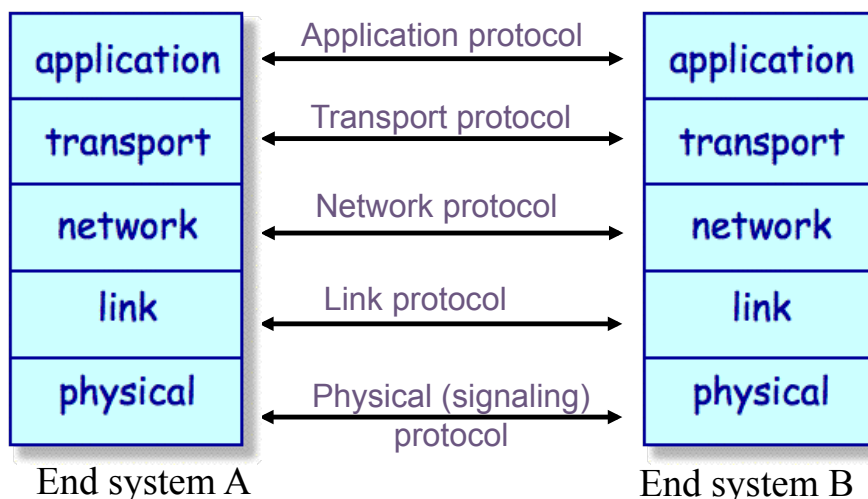 application
Application protocol
application
transport
Transport protocol
transport
network
Network protocol
network
link
Link protocol
link
physical
Physical (signaling)
protocol
physical
End system A
End system B